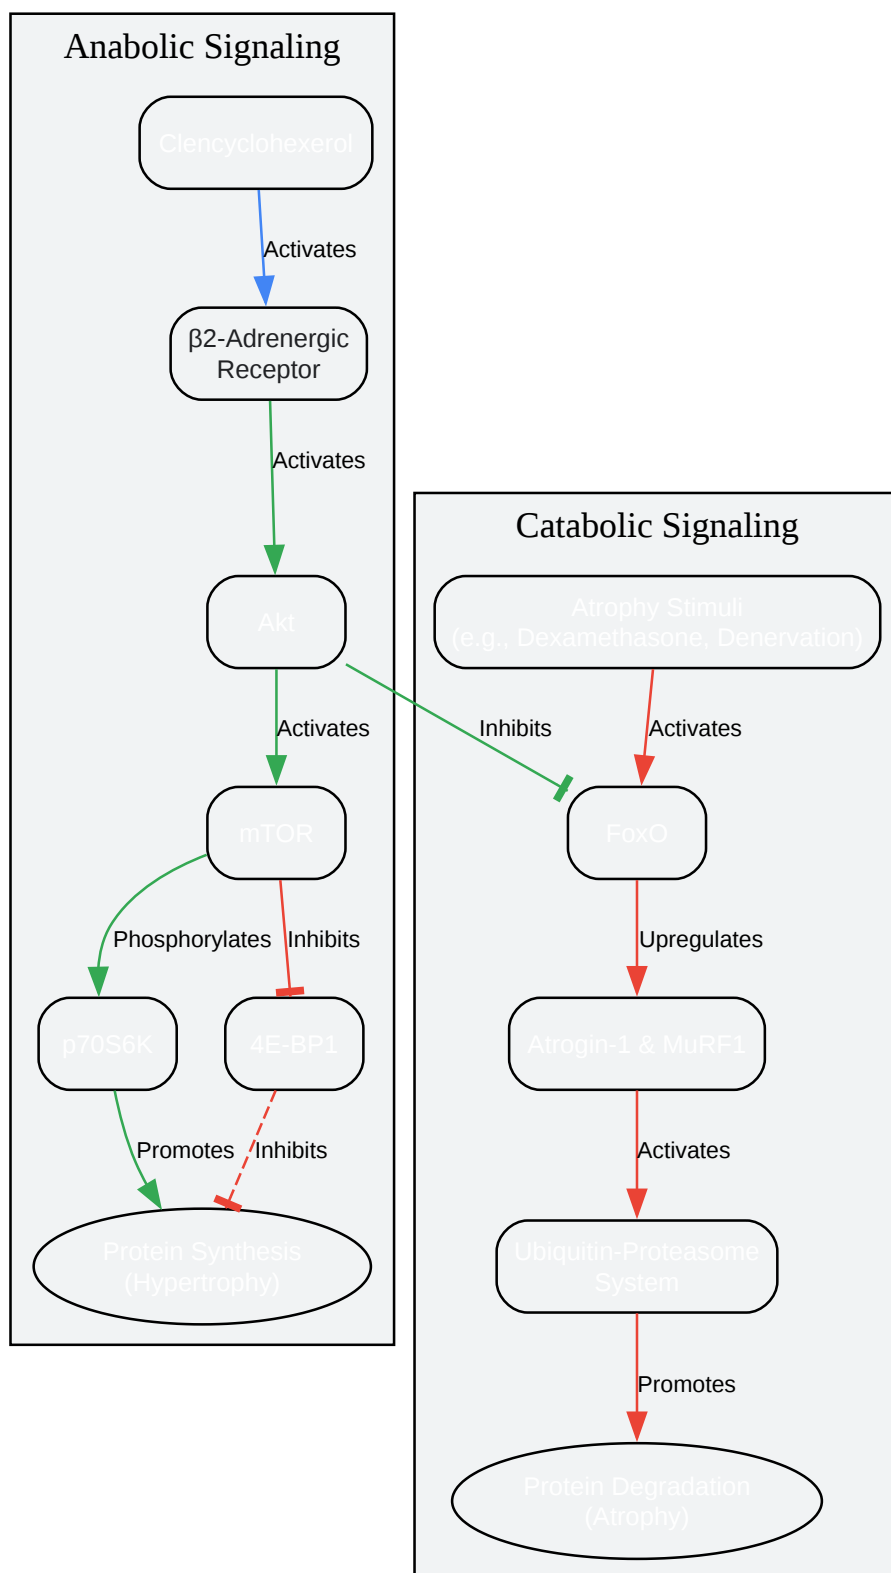 Anabolic Signaling
Clencyclohexerol
Activates
β2-Adrenergic
Receptor
Activates
Akt
Activates
mTOR
Phosphorylates
Inhibits
p70S6K
4E-BP1
Promotes
Inhibits
Protein Synthesis
(Hypertrophy)
Inhibits
Catabolic Signaling
Atrophy Stimuli
(e.g., Dexamethasone, Denervation)
Activates
FoxO
Upregulates
Atrogin-1 & MuRF1
Activates
Ubiquitin-Proteasome
System
Promotes
Protein Degradation
(Atrophy)